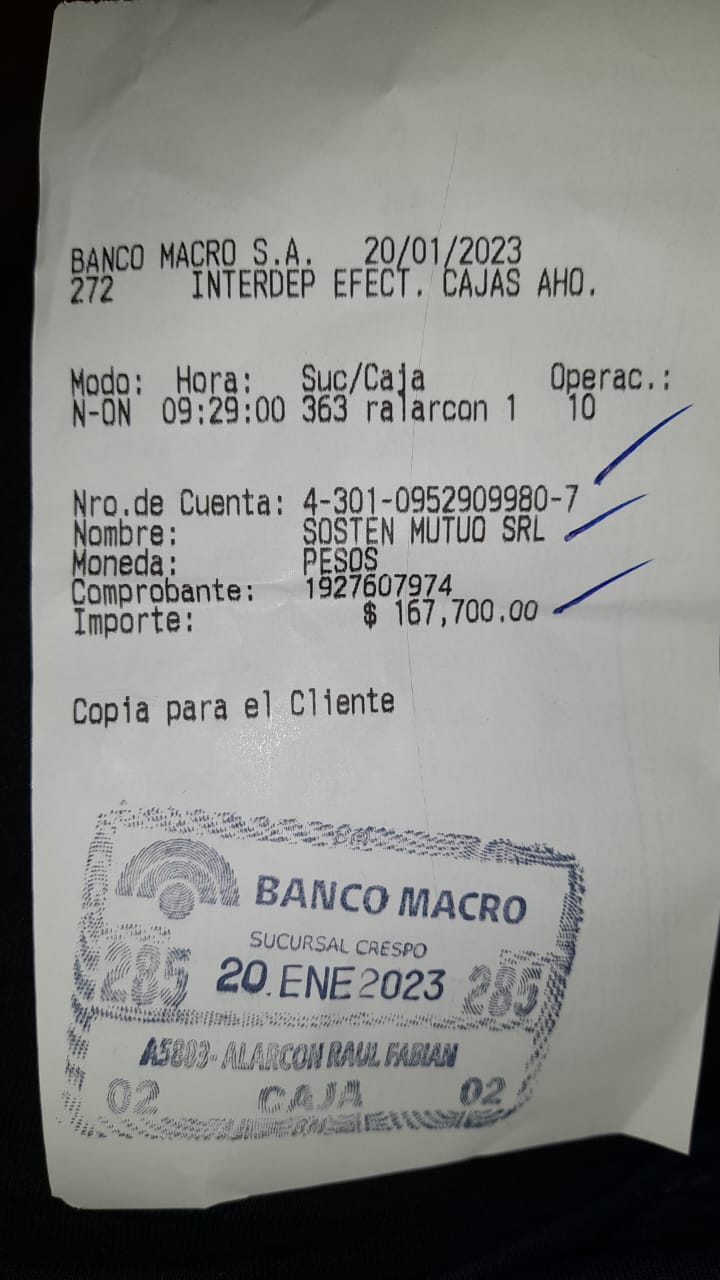 BANCO MACRO S.A. 20/01/2023
272 INTERDEP EFECT. CAJAS AHO.
Modo: Hora: Suc/Caja Operac.:
N-ON 09:29:00 363 ralarcon 1 10
Nro.de Cuenta: 4-301-0952909980-7
Nombre: SOSTEN MUTUO SRL
Moneda: PESOS
Comprobante: 1927607974
Importe: $ 167,700.00
Copia para el Cliente
BANCO MACRO
SUCURSAL CRESPO
285 20.ENE 2023 285
A5803- ALARCON RAUL FABIAN
02 CAJA 02